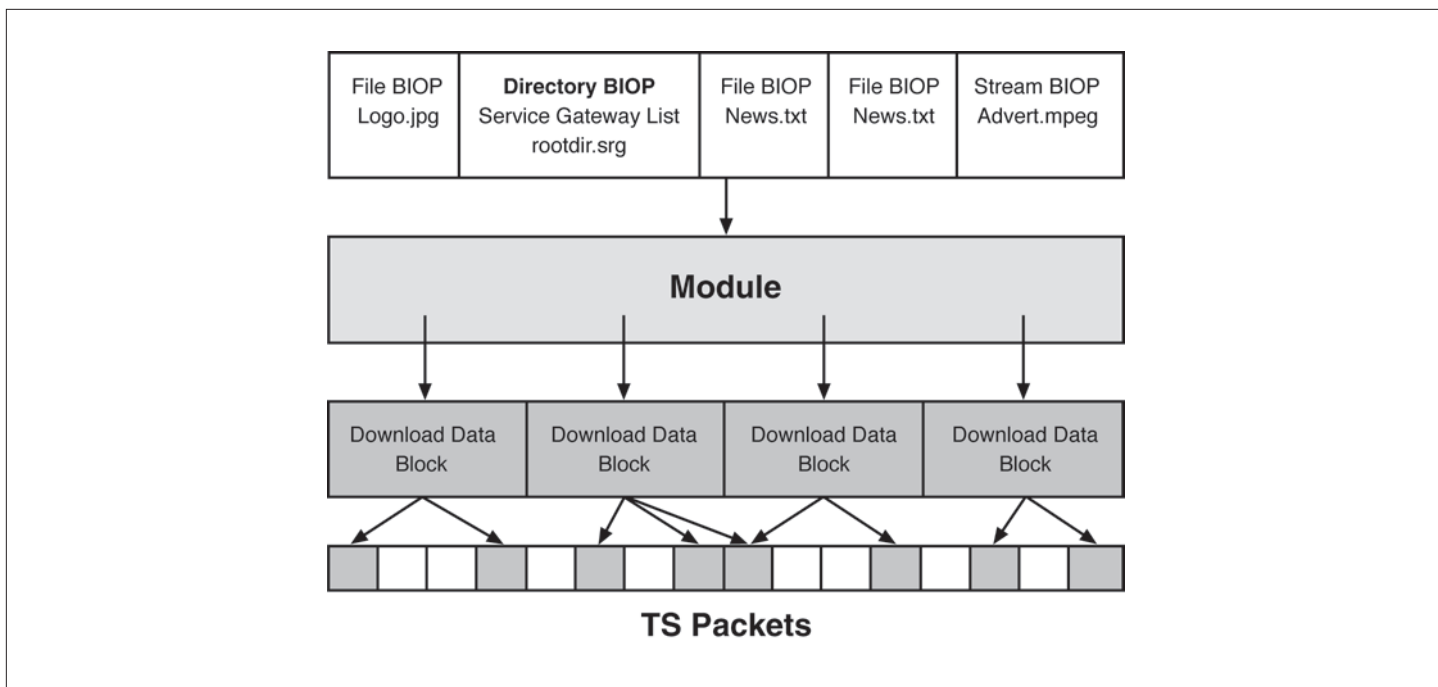 File BIOP
Logo.jpg
Directory BIOP
Service Gateway List
rootdir.srg
File BIOP
News.txt
File BIOP
News.txt
Stream BIOP
Advert.mpeg
Module
Download Data
Block
Download Data
Block
Download Data
Block
Download Data
Block
TS Packets